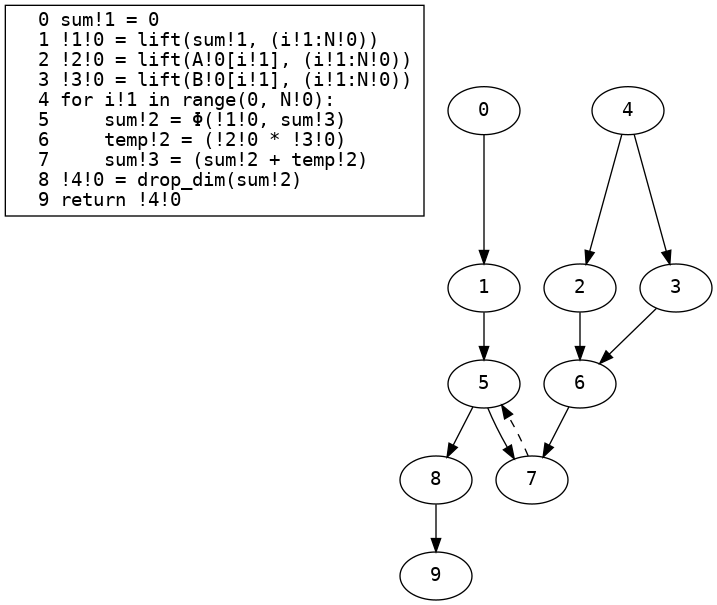 0 sum!1 = 0
1 !1!0 = lift(sum!1, (i!1:N!0))
2 !2!0 = lift(A!0[i!1], (i!1:N!0))
3 !3!0 = lift(B!0[i!1], (i!1:N!0))
4 for i!1 in range(0, N!0):
5     sum!2 = Φ(!1!0, sum!3)
6     temp!2 = (!2!0 * !3!0)
7     sum!3 = (sum!2 + temp!2)
8 !4!0 = drop_dim(sum!2)
9 return !4!0
0
4
1
2
3
5
6
8
7
9